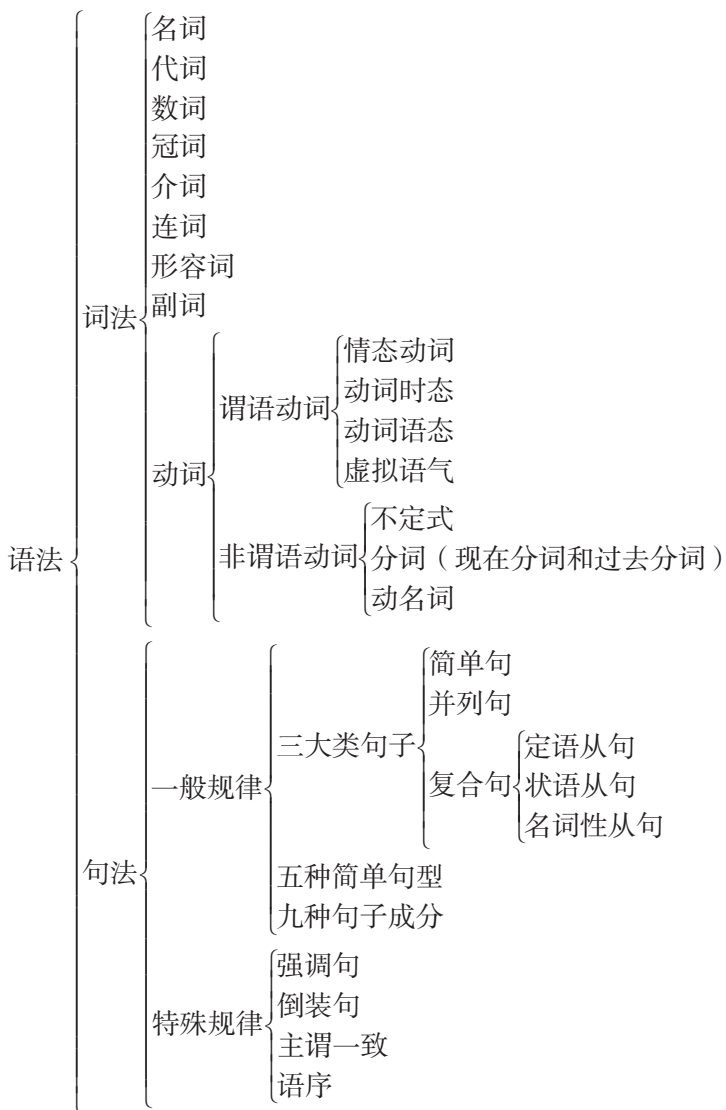 名词
代词
数词
冠词
介词
连词
形容词
副词
词法
情态动词
动词时态
谓语动词
动词语态
虚拟语气
动词
不定式
语法
非谓语动词
分词（现在分词和过去分词）
动名词
简单句
并列句
三大类句子
定语从句
一般规律
复合句
状语从句
名词性从句
句法
五种简单句型
九种句子成分
强调句
倒装句
特殊规律
主谓一致
语序